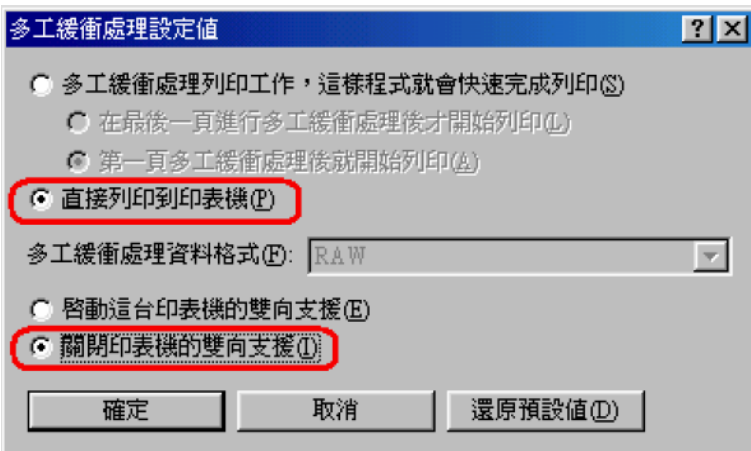 多工緩衝處理設定值
多工緩衝處理列印工作，這樣程式就會快速完成列印(S)
在最後一頁進行多工緩衝處理後才開始列印(L)
第一頁多工緩衝處理後就開始列印(A)
直接列印到印表機(P)
多工緩衝處理資料格式(F): RAW
啓動這台印表機的雙向支援(E)
關閉印表機的雙向支援(I)
確定 取消 還原預設值(D)